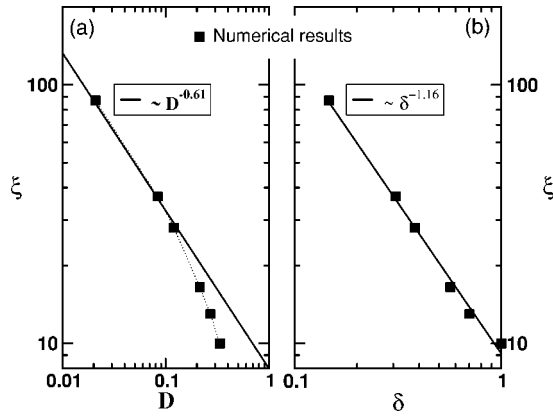 (a) ■ Numerical results (b)
~ D^-0.61
~ δ^-1.16
100 100
ξ ξ
10 10
0.01 0.1 1 0.1 1
D δ